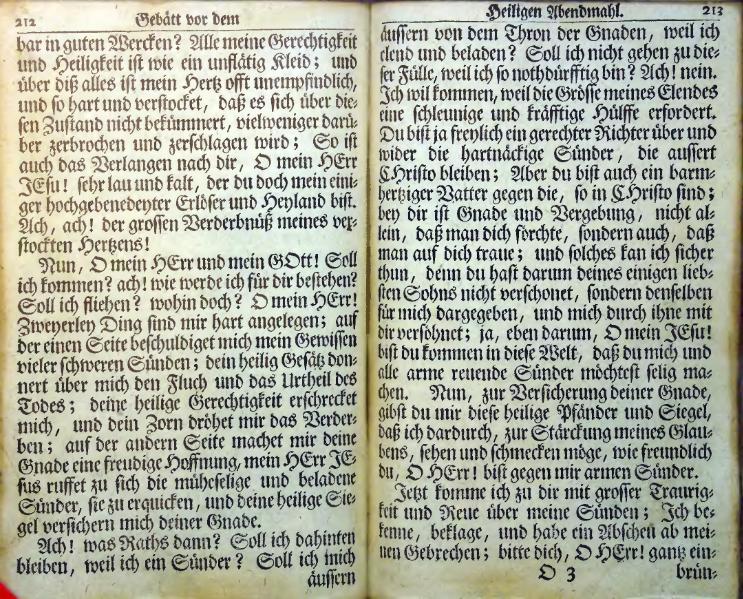 212 Gebätt vor dem
bar in guten Wercken? Alle meine Gerechtigkeit
und Heiligkeit ist wie ein unflätig Kleid; und
über diß alles ist mein Hertz offt unempfindlich,
und so hart und verstocket, daß es sich über die-
sen Zustand nicht bekümmert, vielweniger darü-
ber zerbrochen und zerschlagen wird; So ist
auch das Verlangen nach dir, O mein HErr
JEsu! sehr lau und kalt, der du doch mein eini-
ger hochgebenedeyter Erlöser und Heyland bist.
Ach, ach! der grossen Verderbnüß meines ver-
stockten Hertzens!
Nun, O mein HErr und mein GOtt! Soll
ich kommen? ach! wie werde ich für dir bestehen?
Soll ich fliehen? wohin doch? O mein HErr!
Zweyerley Ding sind mir hart angelegen; auf
der einen Seite beschuldiget mich mein Gewissen
vieler schweren Sünden; dein heilig Gesätz don-
nert über mich den Fluch und das Urtheil des
Todes; deine heilige Gerechtigkeit erschrecket
mich, und dein Zorn dröhet mir das Verder-
ben; auf der andern Seite machet mir deine
Gnade eine freudige Hoffnung, mein HErr JE-
sus ruffet zu sich die müheselige und beladene
Sünder, sie zu erquicken, und deine heilige Sie-
gel versichern mich deiner Gnade.
Ach! was Raths dann? Soll ich dahinten
bleiben, weil ich ein Sünder? Soll ich mich
äussern
Heiligen Abendmahl. 213
äussern von dem Thron der Gnaden, weil ich
elend und beladen? Soll ich nicht gehen zu die-
ser Fülle, weil ich so nothdürfftig bin? Ach! nein.
Ich wil kommen, weil die Grösse meines Elendes
eine schleunige und kräfftige Hülffe erfordert.
Du bist ja freylich ein gerechter Richter über und
wider die hartnäckige Sünder, die aussert
CHristo bleiben; Aber du bist auch ein barm-
hertziger Vatter gegen die, so in CHristo sind;
bey dir ist Gnade und Vergebung, nicht al-
lein, daß man dich förchte, sondern auch, daß
man auf dich traue; und solches kan ich sicher
thun, denn du hast darum deines einigen lieb-
sten Sohns nicht verschonet, sondern denselben
für mich dargegeben, und mich durch ihne mit
dir versöhnet; ja, eben darum, O mein JEsu!
bist du kommen in diese Welt, daß du mich und
alle arme reuende Sünder möchtest selig ma-
chen. Nun, zur Versicherung deiner Gnade,
gibst du mir diese heilige Pfänder und Siegel,
daß ich dardurch, zur Stärckung meines Glau-
bens, sehen und schmecken möge, wie freundlich
du, O HErr! bist gegen mir armen Sünder.
Jetzt komme ich zu dir mit grosser Traurig-
keit und Reue über meine Sünden; Ich be-
kenne, beklage, und habe ein Abscheu ab mei-
nen Gebrechen; bitte dich, O HErr! gantz ein-
O 3 brün-